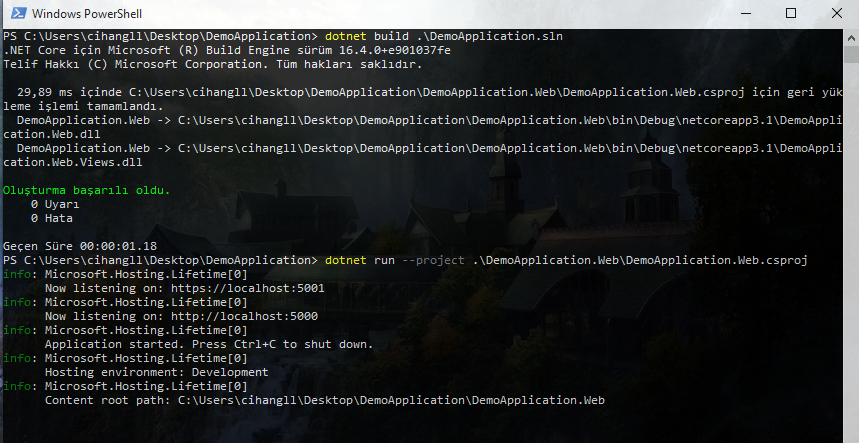 Windows PowerShell
PS C:\Users\cihangll\Desktop\DemoApplication> dotnet build .\DemoApplication.sln
.NET Core için Microsoft (R) Build Engine sürüm 16.4.0+e901037fe
Telif Hakkı (C) Microsoft Corporation. Tüm hakları saklıdır.
29,89 ms içinde C:\Users\cihangll\Desktop\DemoApplication\DemoApplication.Web\DemoApplication.Web.csproj için geri yük
leme işlemi tamamlandı.
DemoApplication.Web -> C:\Users\cihangll\Desktop\DemoApplication\DemoApplication.Web\bin\Debug\netcoreapp3.1\DemoAppli
cation.Web.dll
DemoApplication.Web -> C:\Users\cihangll\Desktop\DemoApplication\DemoApplication.Web\bin\Debug\netcoreapp3.1\DemoAppli
cation.Web.Views.dll
Oluşturma başarılı oldu.
0 Uyarı
0 Hata
Geçen Süre 00:00:01.18
PS C:\Users\cihangll\Desktop\DemoApplication> dotnet run --project .\DemoApplication.Web\DemoApplication.Web.csproj
info: Microsoft.Hosting.Lifetime[0]
Now listening on: https://localhost:5001
info: Microsoft.Hosting.Lifetime[0]
Now listening on: http://localhost:5000
info: Microsoft.Hosting.Lifetime[0]
Application started. Press Ctrl+C to shut down.
info: Microsoft.Hosting.Lifetime[0]
Hosting environment: Development
info: Microsoft.Hosting.Lifetime[0]
Content root path: C:\Users\cihangll\Desktop\DemoApplication\DemoApplication.Web